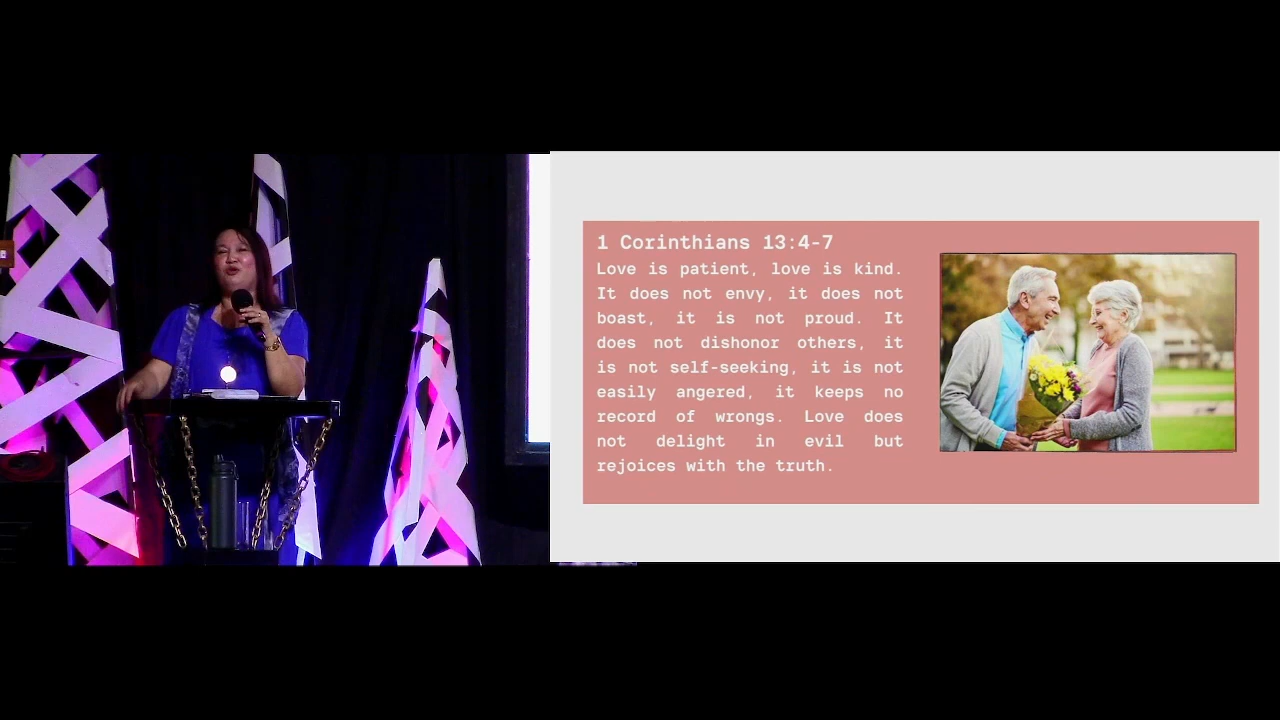 1 Corinthians 13:4-7
Love is patient, love is kind.
It does not envy, it does not
boast, it is not proud. It
does not dishonor others, it
is not self-seeking, it is not
easily angered, it keeps no
record of wrongs. Love does
not delight in evil but
rejoices with the truth.